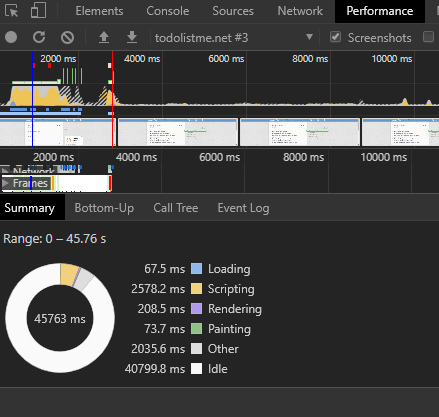 Elements Console Sources Network Performance
todolistme.net #3 Screenshots
2000 ms 4000 ms 6000 ms 8000 ms 10000 ms
2000 ms 4000 ms 6000 ms 8000 ms 10000 ms
Network
Frames
Summary Bottom-Up Call Tree Event Log
Range: 0 – 45.76 s
67.5 ms Loading
2578.2 ms Scripting
208.5 ms Rendering
45763 ms
73.7 ms Painting
2035.6 ms Other
40799.8 ms Idle